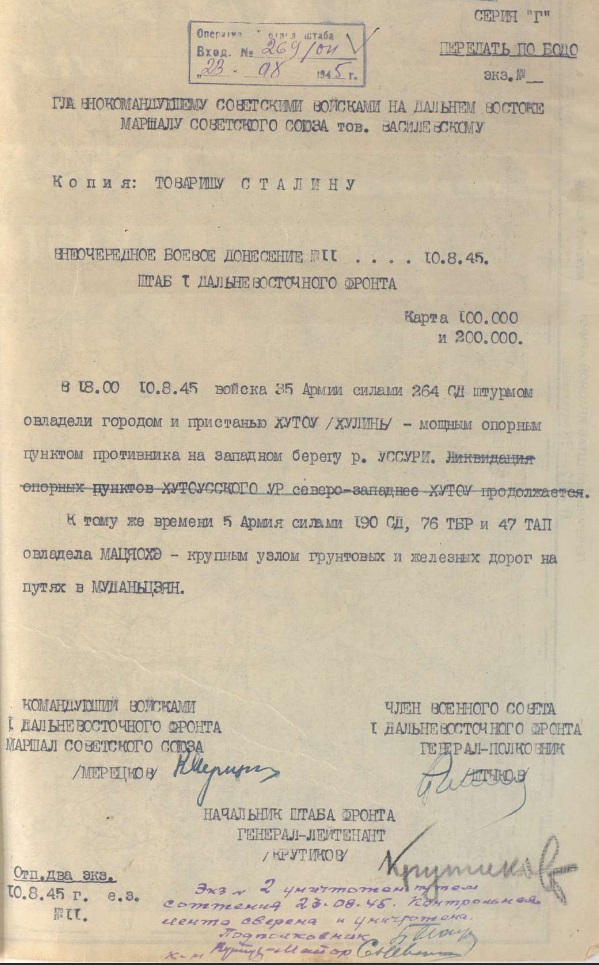 СЕРИЯ "Г"
Оператив отдел штаба
Вход. № 269/оп
"23" 08 1945 г.
ПЕРЕДАТЬ ПО БОДО
экз.№
ГЛАВНОКОМАНДУЮЩЕМУ СОВЕТСКИМИ ВОЙСКАМИ НА ДАЛЬНЕМ ВОСТОКЕ
МАРШАЛУ СОВЕТСКОГО СОЮЗА тов. ВАСИЛЕВСКОМУ
Копия: ТОВАРИЩУ СТАЛИНУ
ВНЕОЧЕРЕДНОЕ БОЕВОЕ ДОНЕСЕНИЕ №II .... 10.8.45.
ШТАБ I ДАЛЬНЕВОСТОЧНОГО ФРОНТА
Карта 100.000
и 200.000.
В 18.00 10.8.45 войска 35 Армии силами 264 СД штурмом
овладели городом и пристанью ХУТОУ /ХУЛИНЬ/ - мощным опорным
пунктом противника на западном берегу р. УССУРИ. Ликвидация
опорных пунктов ХУТОУССКОГО УР северо-западнее ХУТОУ продолжается.
К тому же времени 5 Армия силами 190 СД, 76 ТБР и 47 ТАП
овладела МАЦЯОХЭ - крупным узлом грунтовых и железных дорог на
путях в МУДАНЬЦЗЯН.
КОМАНДУЮЩИЙ ВОЙСКАМИ
I ДАЛЬНЕВОСТОЧНОГО ФРОНТА
МАРШАЛ СОВЕТСКОГО СОЮЗА
/МЕРЕЦКОВ/
ЧЛЕН ВОЕННОГО СОВЕТА
I ДАЛЬНЕВОСТОЧНОГО ФРОНТА
ГЕНЕРАЛ-ПОЛКОВНИК
/ШТЫКОВ/
НАЧАЛЬНИК ШТАБА ФРОНТА
ГЕНЕРАЛ-ЛЕЙТЕНАНТ
/КРУТИКОВ/
Крутиков
Отп.два экз.
10.8.45 г. е.з.
№II.
Экз № 2 уничтожен путем
сожжения 23.08.45. Контрольная
лента сверена и уничтожена.
Подполковник
Майор